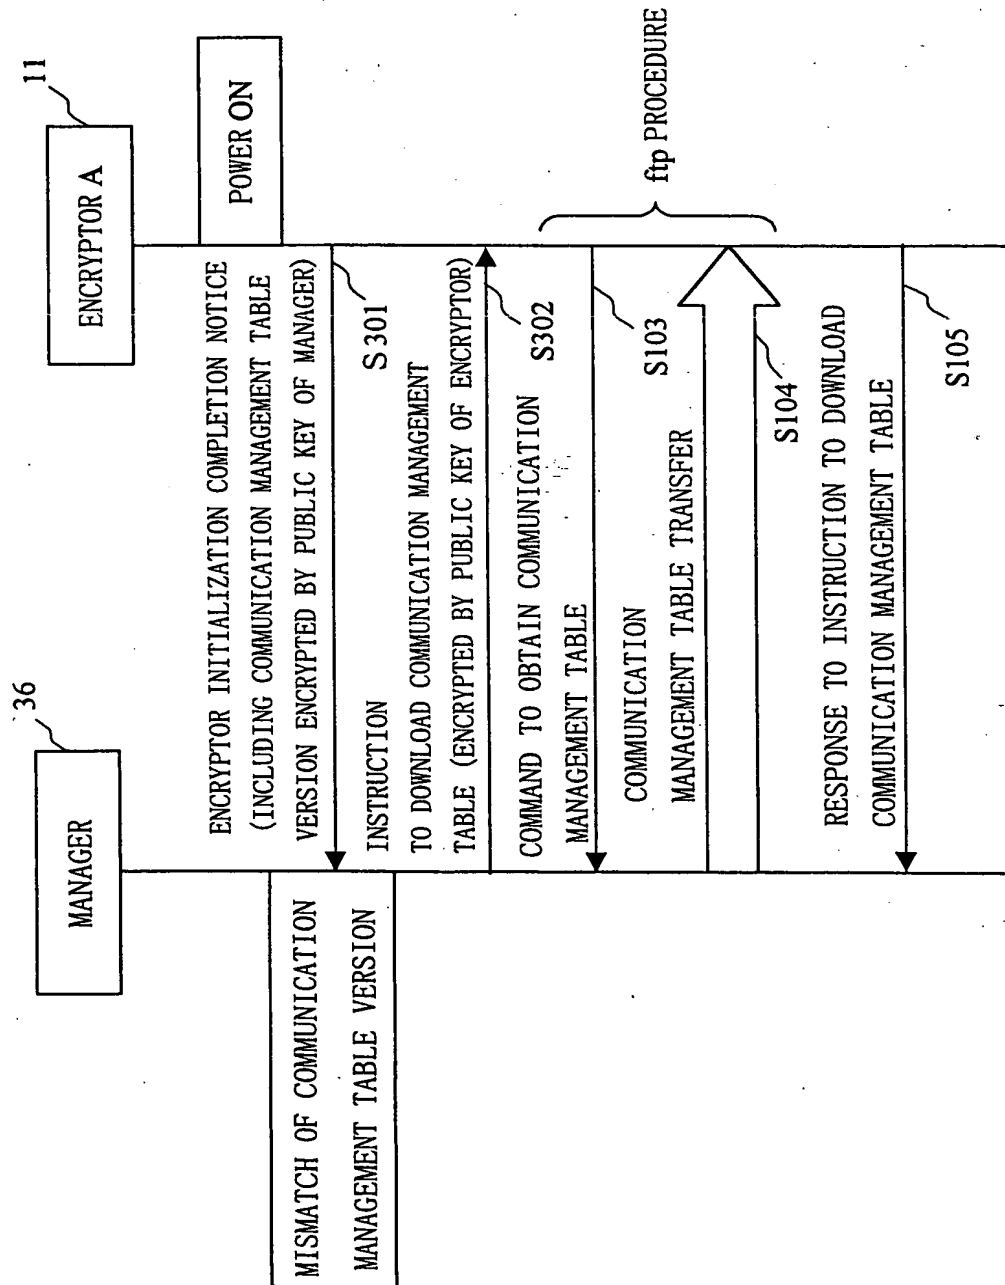 36
MANAGER
11
ENCRYPTOR A
POWER ON
ENCRYPTOR INITIALIZATION COMPLETION NOTICE
(INCLUDING COMMUNICATION MANAGEMENT TABLE
VERSION ENCRYPTED BY PUBLIC KEY OF MANAGER)
S301
MISMATCH OF COMMUNICATION
MANAGEMENT TABLE VERSION
INSTRUCTION
TO DOWNLOAD COMMUNICATION MANAGEMENT
TABLE (ENCRYPTED BY PUBLIC KEY OF ENCRYPTOR)
S302
COMMAND TO OBTAIN COMMUNICATION
MANAGEMENT TABLE
S103
COMMUNICATION
MANAGEMENT TABLE TRANSFER
S104
ftp PROCEDURE
RESPONSE TO INSTRUCTION TO DOWNLOAD
COMMUNICATION MANAGEMENT TABLE
S105